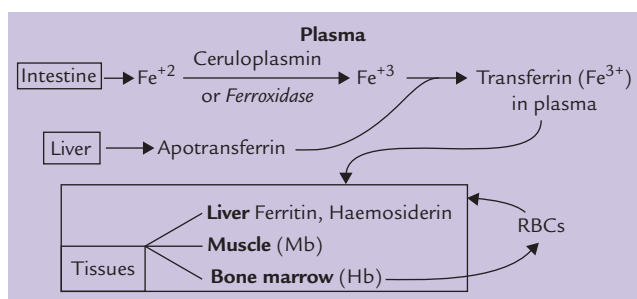 Plasma
Intestine Fe+2 Ceruloplasmin Fe+3 Transferrin (Fe3+)
or Ferroxidase in plasma
Liver Apotransferrin
Liver Ferritin, Haemosiderin
RBCs
Muscle (Mb)
Tissues
Bone marrow (Hb)